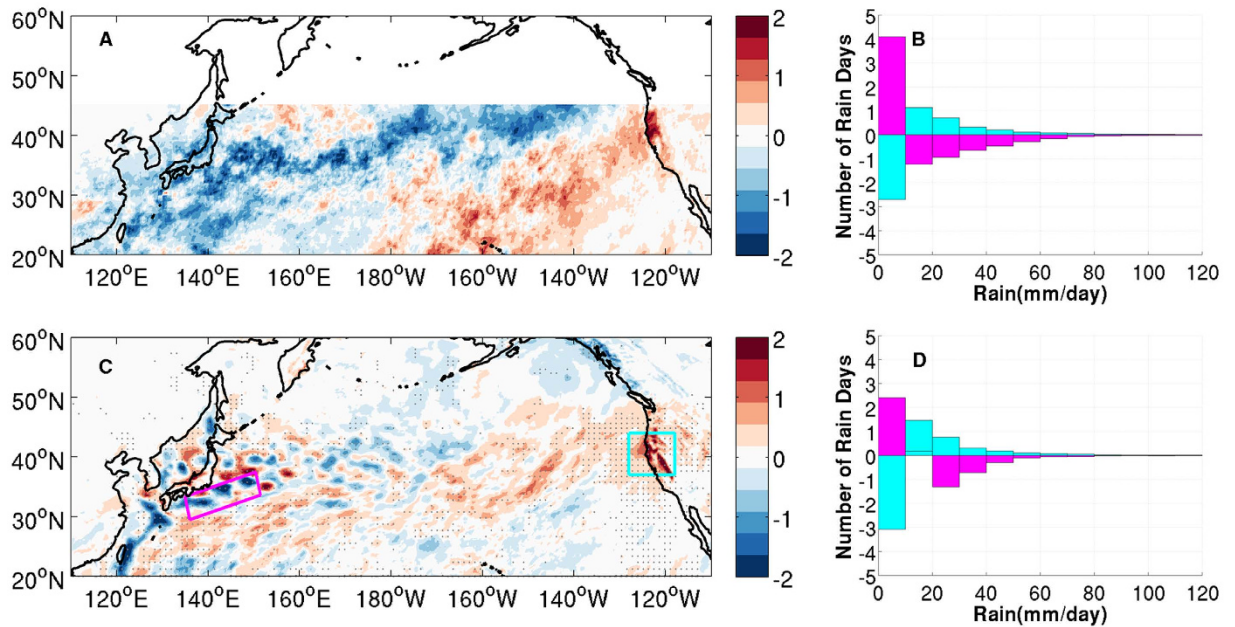 A
60°N
50°N
40°N
30°N
20°N
120°E 140°E 160°E 180°W 160°W 140°W 120°W
2
1
0
-1
-2
B
Number of Rain Days
5
4
3
2
1
0
-1
-2
-3
-4
-5
0 20 40 60 80 100 120
Rain(mm/day)
C
60°N
50°N
40°N
30°N
20°N
120°E 140°E 160°E 180°W 160°W 140°W 120°W
2
1
0
-1
-2
D
Number of Rain Days
5
4
3
2
1
0
-1
-2
-3
-4
-5
0 20 40 60 80 100 120
Rain(mm/day)